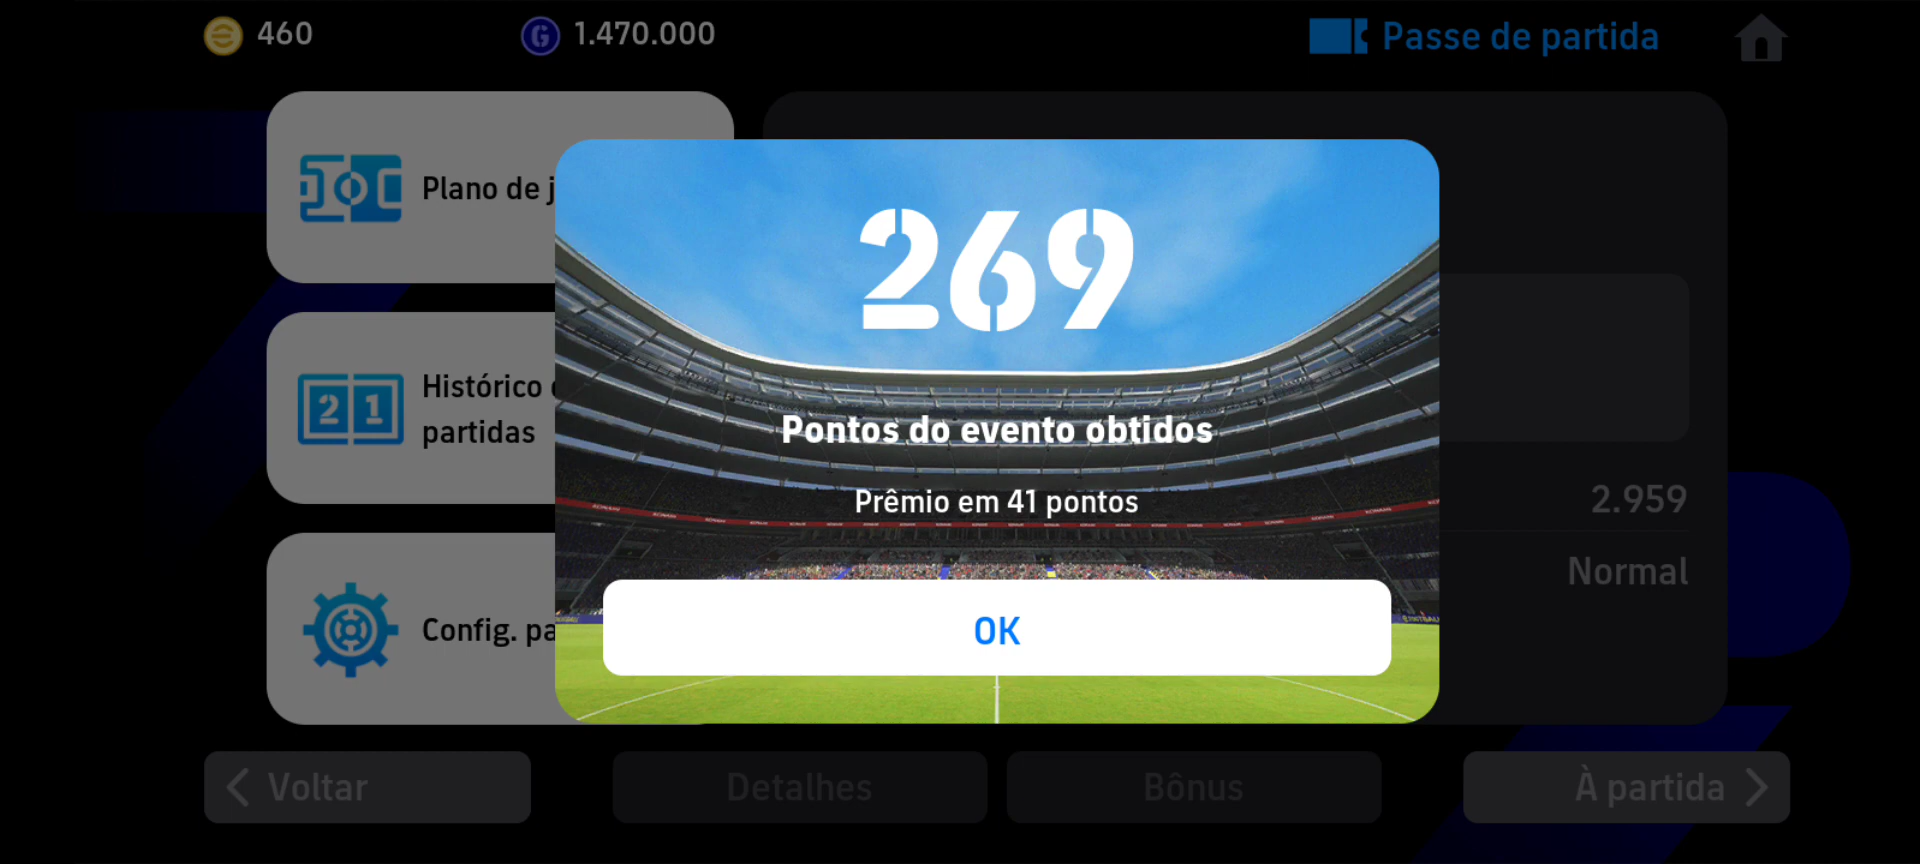 460
1.470.000
Passe de partida
Plano de j
269
Histórico
partidas
Pontos do evento obtidos
Prêmio em 41 pontos
2.959
Normal
Config. pa
OK
Voltar
Detalhes
Bônus
À partida